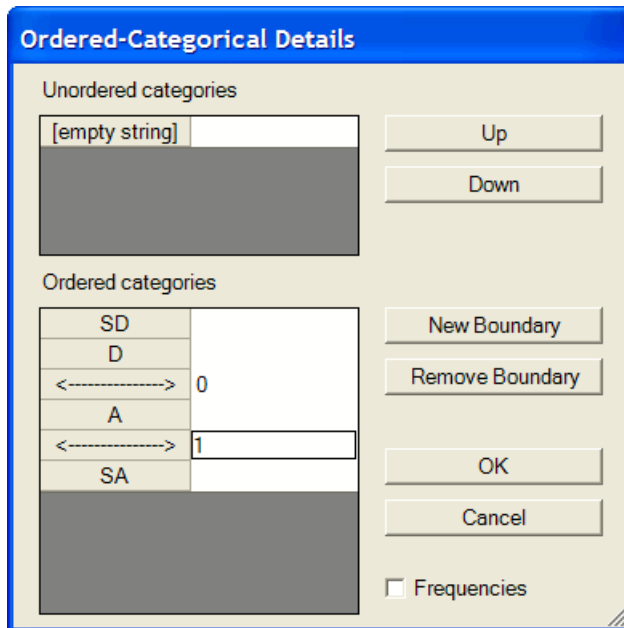 Ordered-Categorical Details
Unordered categories
[empty string]
Up
Down
Ordered categories
SD
D
<---------------> 0
A
<---------------> 1
SA
New Boundary
Remove Boundary
OK
Cancel
Frequencies